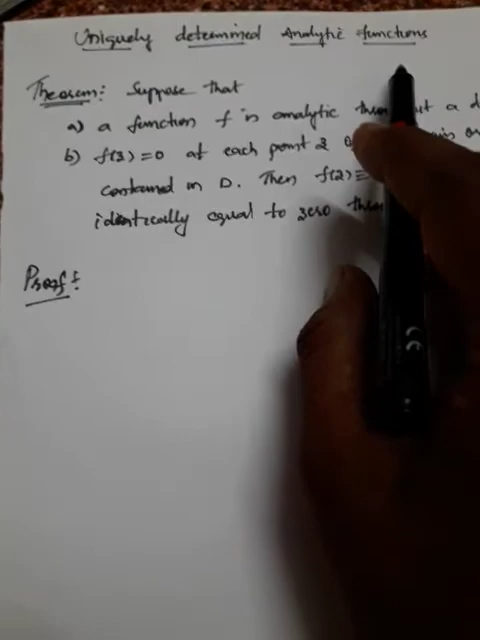 Uniquely determined Analytic functions
Theorem: Suppose that
a) a function f is analytic a
b) f(z)=0 at each point z
contained in D. Then f(z)≡
identically equal to zero
Proof: